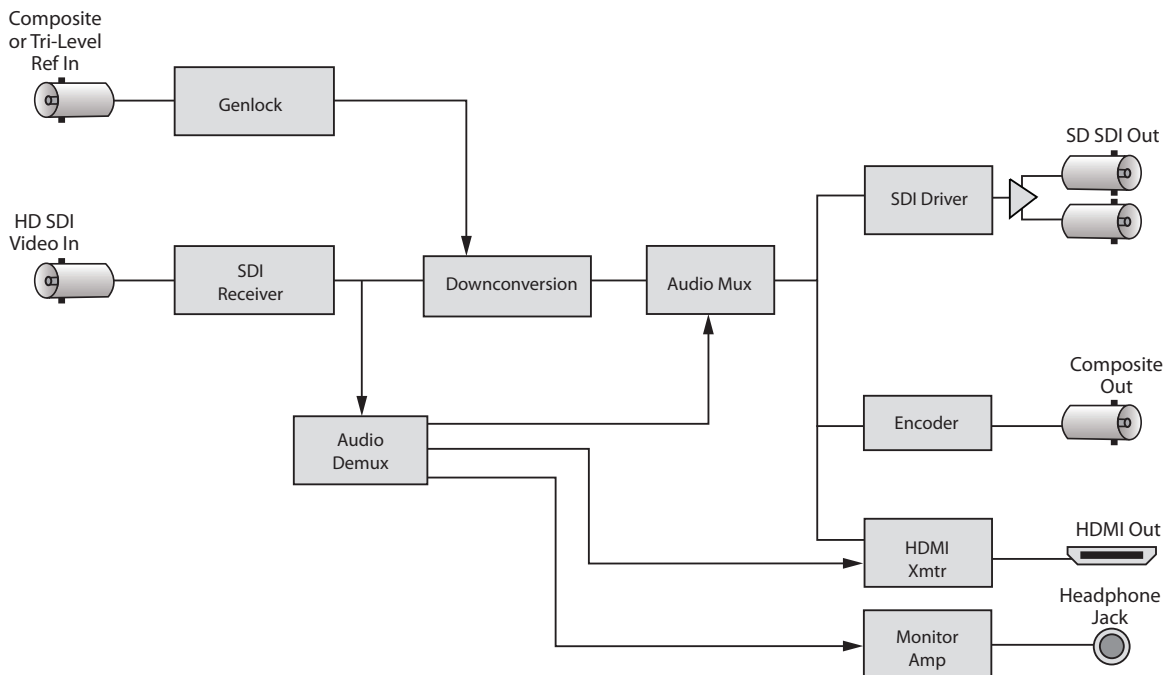 Composite
or Tri-Level
Ref In
Genlock
SD SDI Out
SDI Driver
HD SDI
Video In
SDI
Receiver
Downconversion
Audio Mux
Composite
Out
Encoder
Audio
Demux
HDMI Out
HDMI
Xmtr
Headphone
Jack
Monitor
Amp